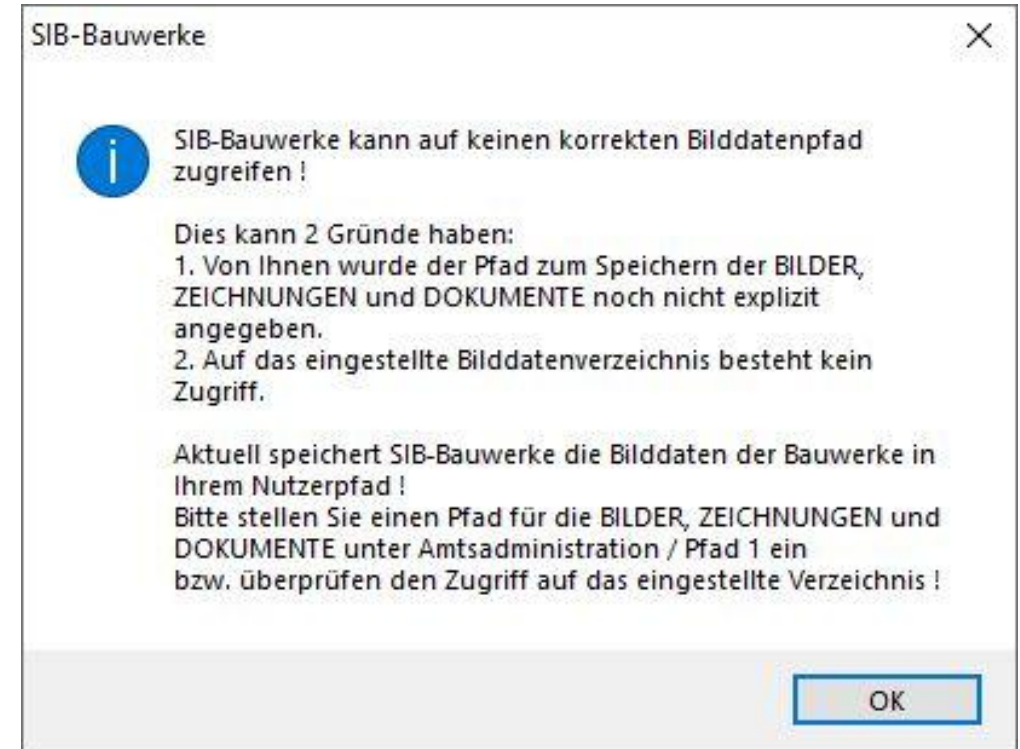 SIB-Bauwerke
SIB-Bauwerke kann auf keinen korrekten Bilddatenpfad
zugreifen !
Dies kann 2 Gründe haben:
1. Von Ihnen wurde der Pfad zum Speichern der BILDER,
ZEICHNUNGEN und DOKUMENTE noch nicht explizit
angegeben.
2. Auf das eingestellte Bilddatenverzeichnis besteht kein
Zugriff.
Aktuell speichert SIB-Bauwerke die Bilddaten der Bauwerke in
Ihrem Nutzerpfad !
Bitte stellen Sie einen Pfad für die BILDER, ZEICHNUNGEN und
DOKUMENTE unter Amtsadministration / Pfad 1 ein
bzw. überprüfen den Zugriff auf das eingestellte Verzeichnis !
OK